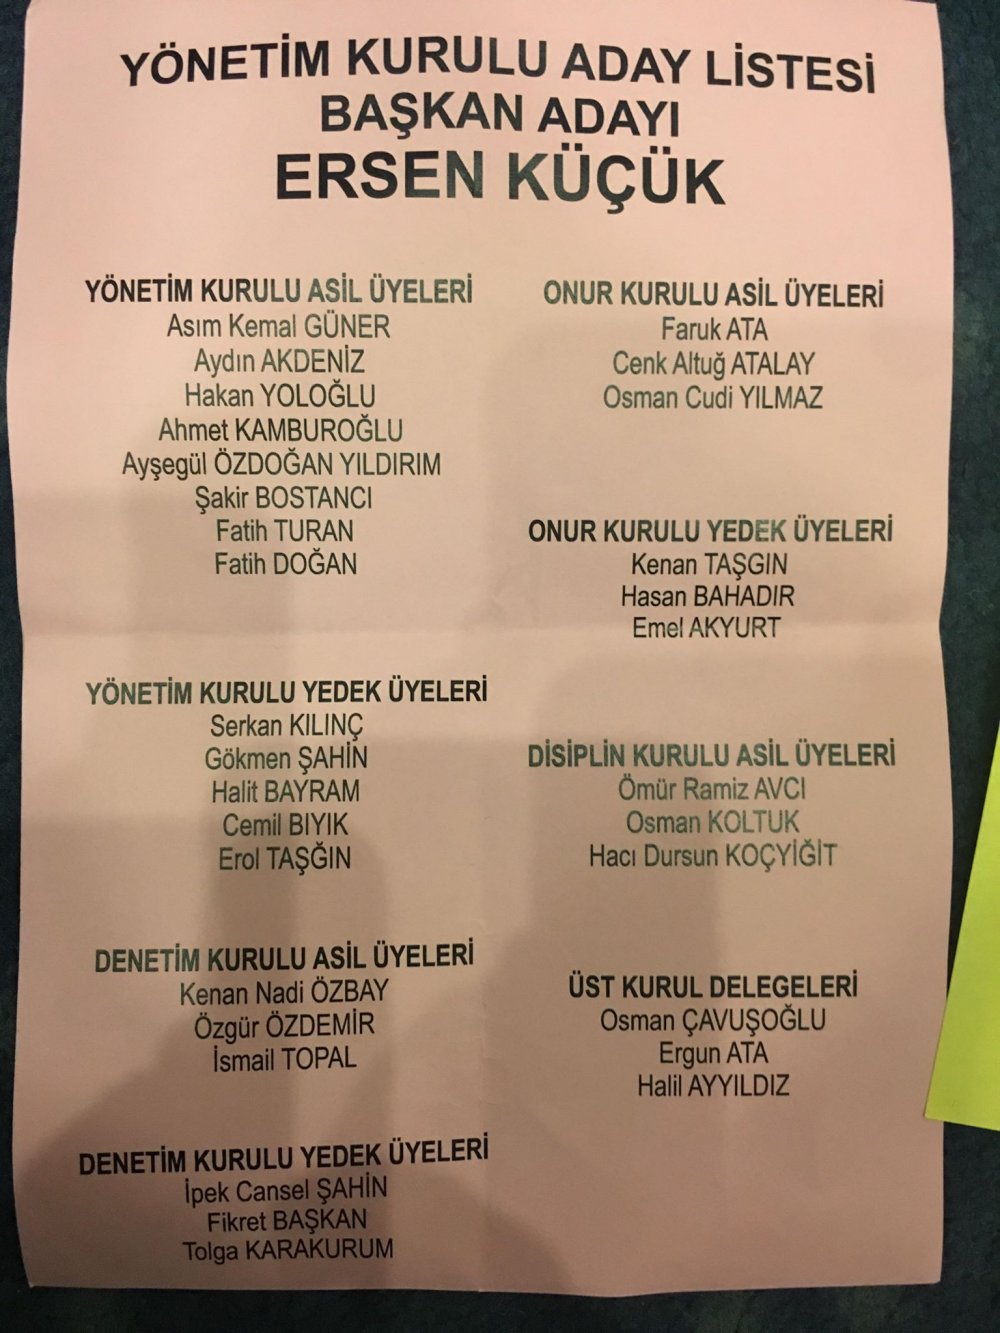 YÖNETİM KURULU ADAY LİSTESİ
BAŞKAN ADAYI
ERSEN KÜÇÜK
YÖNETİM KURULU ASİL ÜYELERİ
Asım Kemal GÜNER
Aydın AKDENİZ
Hakan YOLOĞLU
Ahmet KAMBUROĞLU
Ayşegül ÖZDOĞAN YILDIRIM
Şakir BOSTANCI
Fatih TURAN
Fatih DOĞAN
YÖNETİM KURULU YEDEK ÜYELERİ
Serkan KILINÇ
Gökmen ŞAHİN
Halit BAYRAM
Cemil BIYIK
Erol TAŞĞIN
DENETİM KURULU ASİL ÜYELERİ
Kenan Nadi ÖZBAY
Özgür ÖZDEMİR
İsmail TOPAL
DENETİM KURULU YEDEK ÜYELERİ
İpek Cansel ŞAHİN
Fikret BAŞKAN
Tolga KARAKURUM
ONUR KURULU ASİL ÜYELERİ
Faruk ATA
Cenk Altuğ ATALAY
Osman Cudi YILMAZ
ONUR KURULU YEDEK ÜYELERİ
Kenan TAŞGIN
Hasan BAHADIR
Emel AKYURT
DİSİPLİN KURULU ASİL ÜYELERİ
Ömür Ramiz AVCI
Osman KOLTUK
Hacı Dursun KOÇYİĞİT
ÜST KURUL DELEGELERİ
Osman ÇAVUŞOĞLU
Ergun ATA
Halil AYYILDIZ